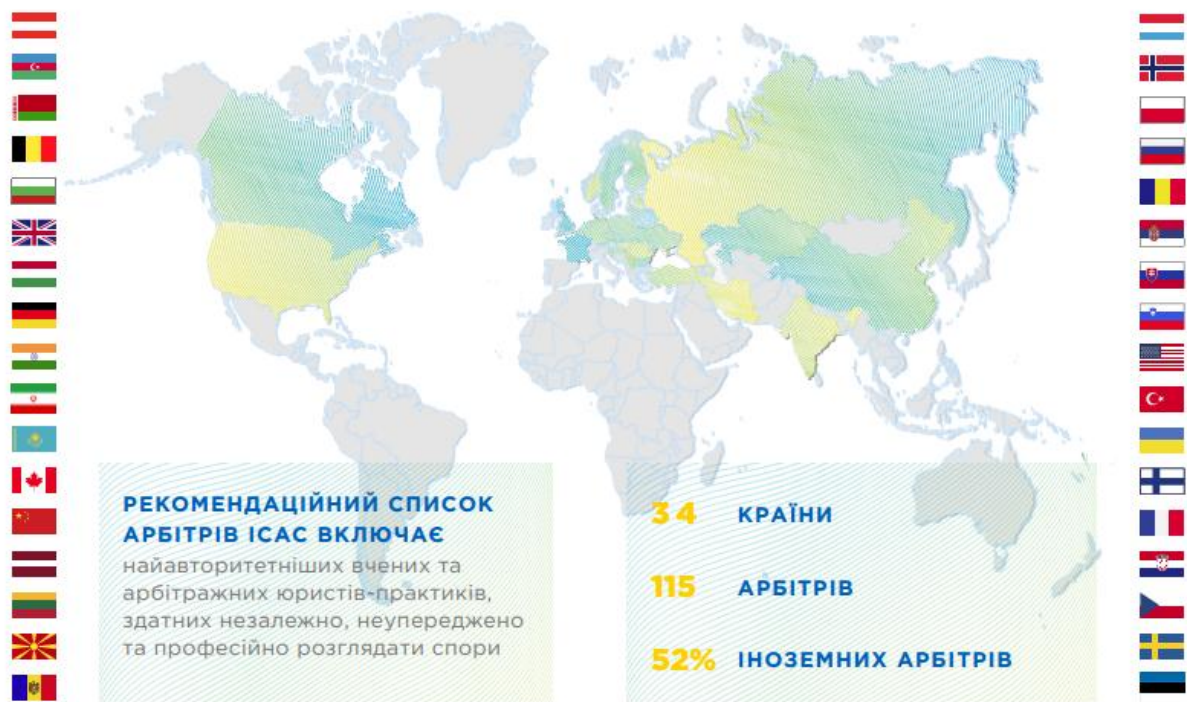 РЕКОМЕНДАЦІЙНИЙ СПИСОК
АРБІТРІВ ІСАС ВКЛЮЧАЄ
найавторитетніших вчених та
арбітражних юристів-практиків,
здатних незалежно, неупереджено
та професійно розглядати спори
34 КРАЇНИ
115 АРБІТРІВ
52% ІНОЗЕМНИХ АРБІТРІВ